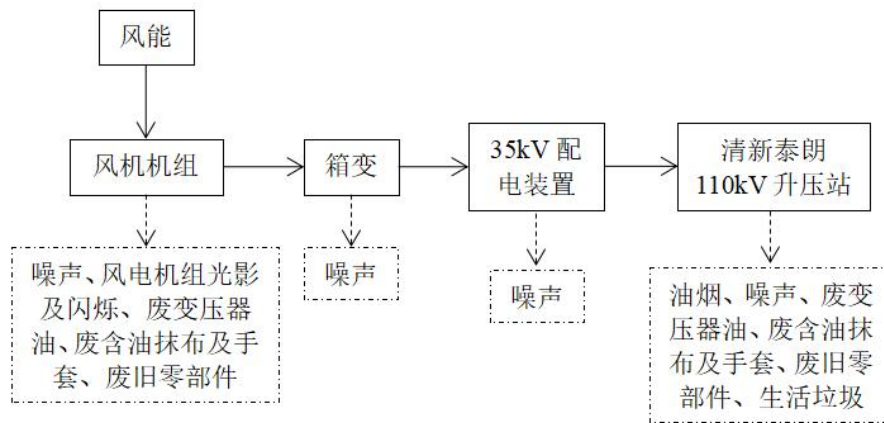 风能
风机机组
箱变
35kV 配
电装置
清新泰朗
110kV 升压站
噪声、风电机组光影
及闪烁、废变压器
油、废含油抹布及手
套、废旧零部件
噪声
噪声
油烟、噪声、废变
压器油、废含油抹
布及手套、废旧零
部件、生活垃圾